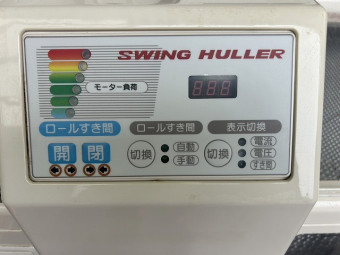 SWING HULLER
モーター負荷
ロールすき間
開 閉
ロールすき間
切換
自動
手動
表示切換
切換
電流
電圧
すき間